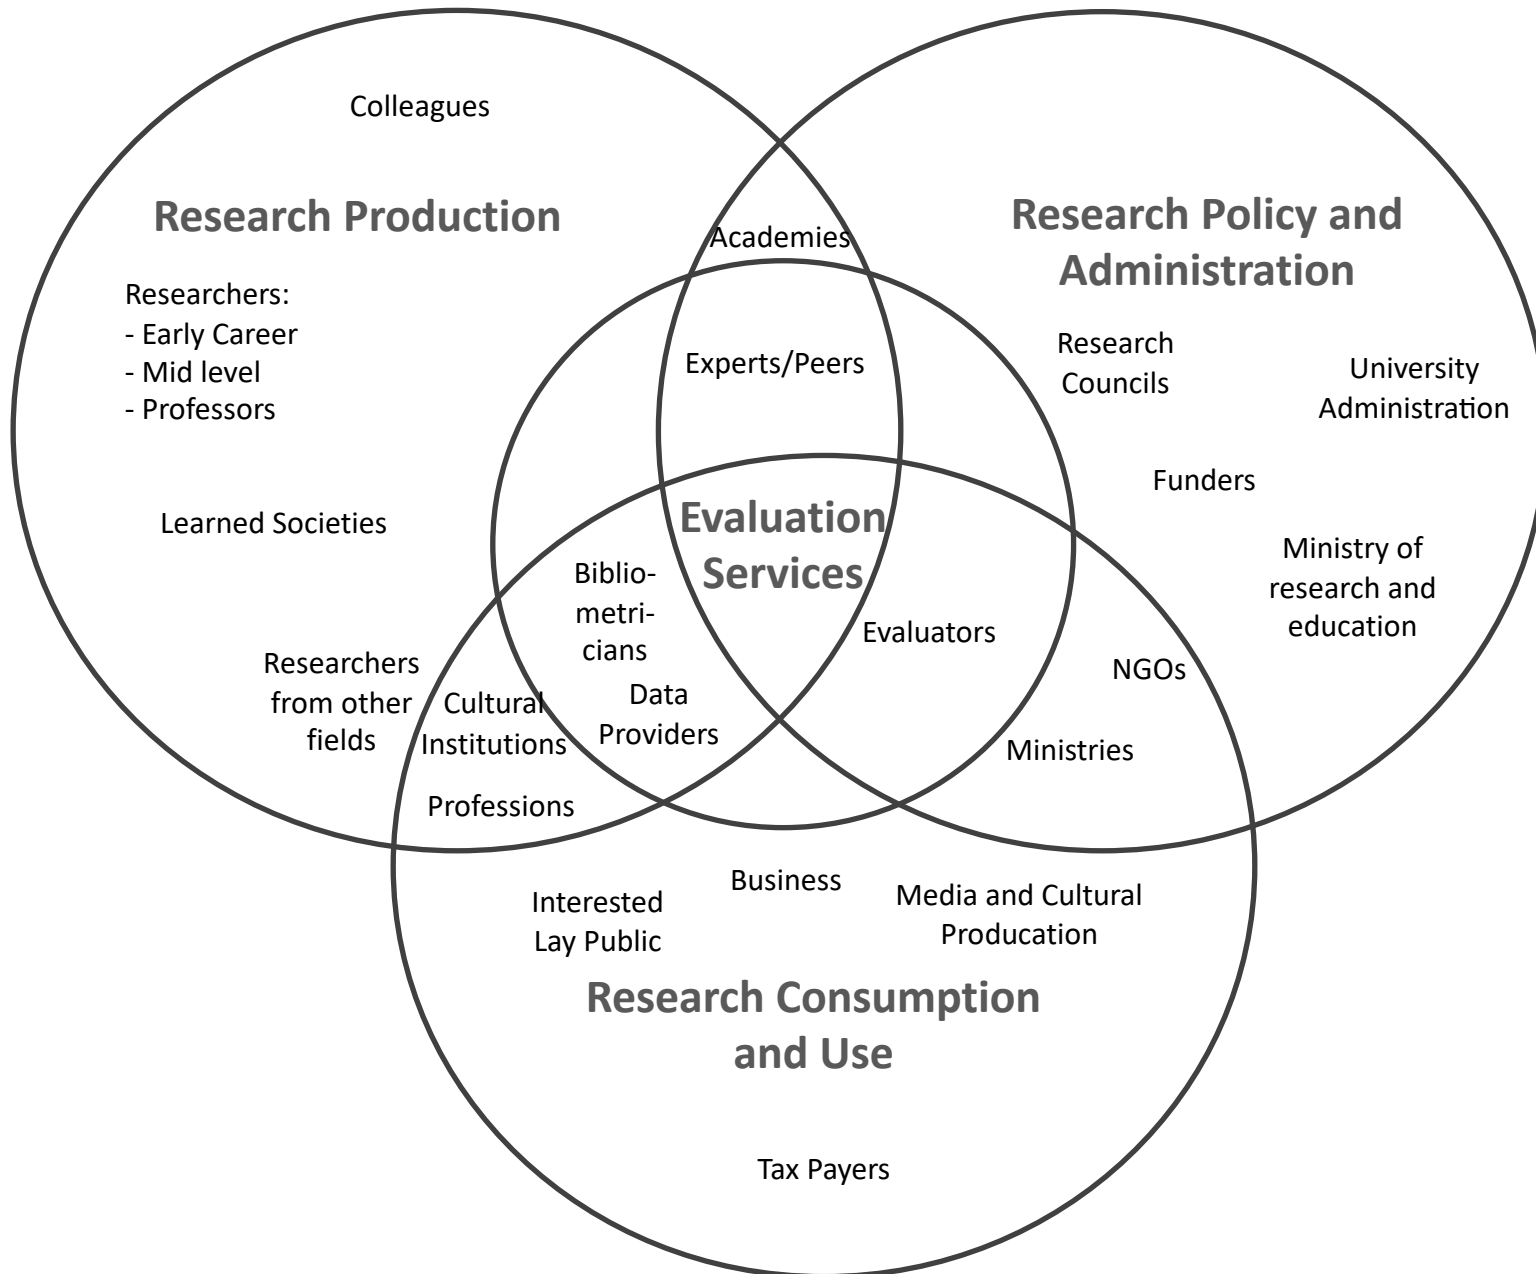 Colleagues
Research Production
Researchers:
- Early Career
- Mid level
- Professors
Learned Societies
Researchers
from other
fields
Academies
Experts/Peers
Research Policy and
Administration
Research
Councils
University
Administration
Funders
Ministry of
research and
education
Evaluation
Services
Biblio-
metri-
cians
Data
Providers
Evaluators
Cultural
Institutions
Professions
NGOs
Ministries
Interested
Lay Public
Business
Media and Cultural
Producation
Research Consumption
and Use
Tax Payers